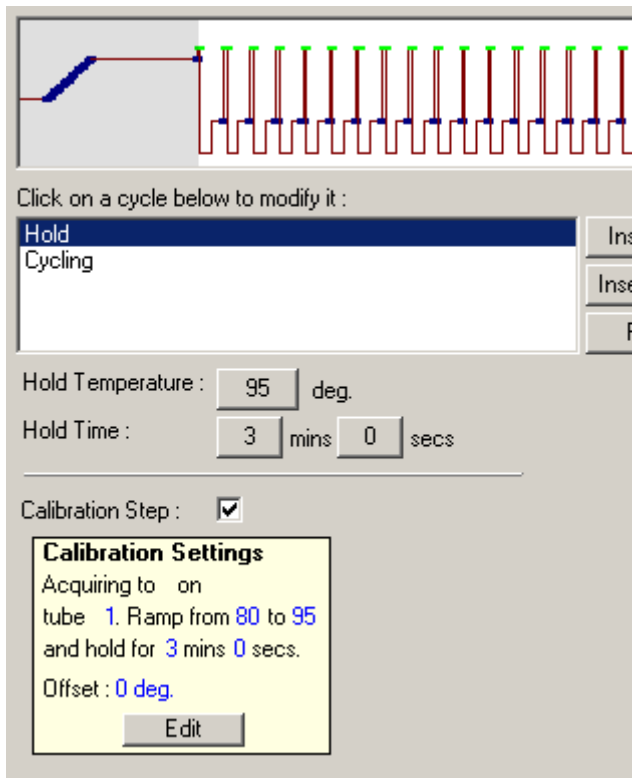 Click on a cycle below to modify it :
Hold
Cycling
Ins
Inse
Hold Temperature : 95 deg.
Hold Time : 3 mins 0 secs
Calibration Step :
Calibration Settings
Acquiring to on
tube 1. Ramp from 80 to 95
and hold for 3 mins 0 secs.
Offset : 0 deg.
Edit